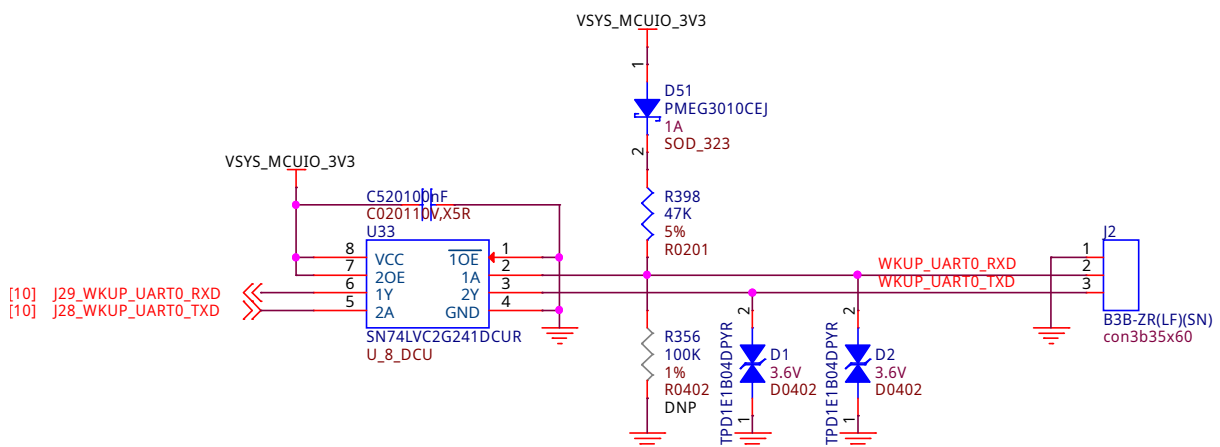 VSYS_MCUIO_3V3
1
D51
PMEG3010CEJ
1A
SOD_323
2
VSYS_MCUIO_3V3
C520100nF
C020110V,X5R
U33
R398
47K
5%
R0201
8 VCC 1OE 1
7 2OE 1A 2
6 1Y 2Y 3
5 2A GND 4
[10] J29_WKUP_UART0_RXD
[10] J28_WKUP_UART0_TXD
SN74LVC2G241DCUR
U_8_DCU
WKUP_UART0_RXD
WKUP_UART0_TXD
J2
1
2
3
B3B-ZR(LF)(SN)
con3b35x60
R356
100K
1%
R0402
DNP
TPD1E1B04DPYR
2
D1
3.6V
D0402
1
TPD1E1B04DPYR
2
D2
3.6V
D0402
1